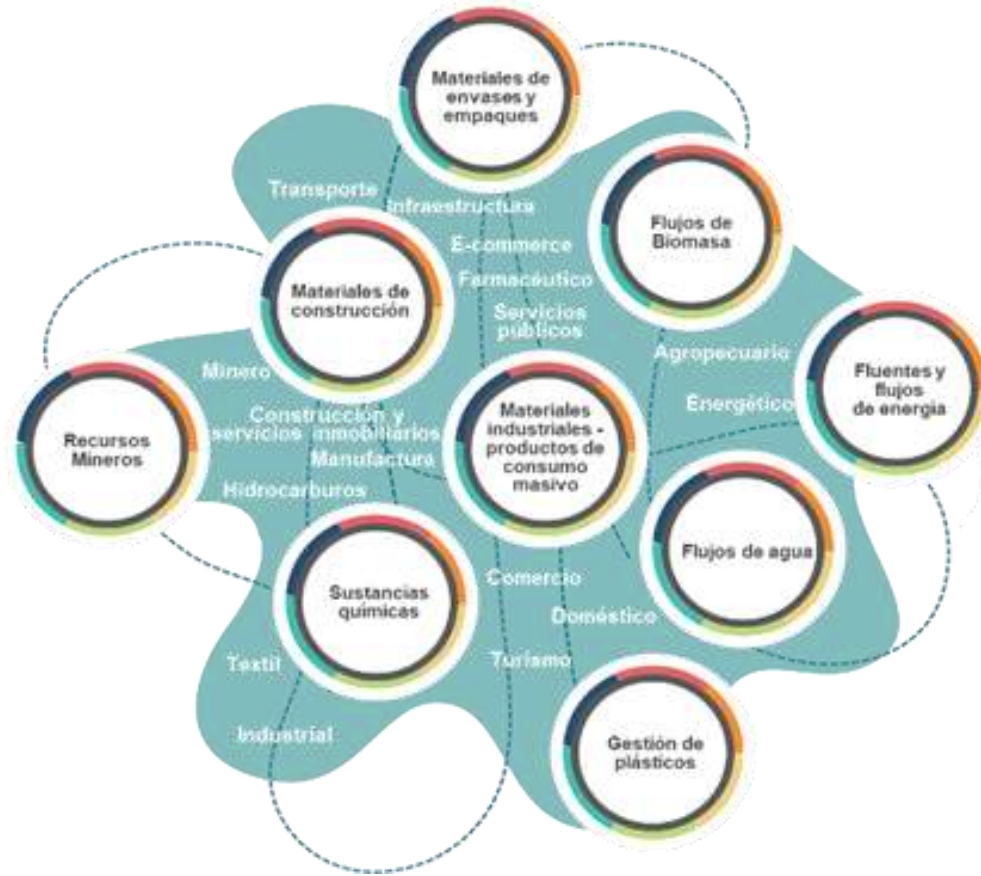 Materiales de
envases y
empaques
Transporte
Infraestructura
E-commerce
Farmacéutico
Servicios
públicos
Flujos de
Biomasa
Materiales de
construcción
Agropecuario
Energético
Fluentes y
flujos
de energía
Minero
Construcción y
servicios inmobiliarios
Manufactura
Hidrocarburos
Recursos
Mineros
Materiales
industriales -
productos de
consumo
masivo
Flujos de agua
Sustancias
químicas
Comercio
Doméstico
Turismo
Textil
Industrial
Gestión de
plásticos